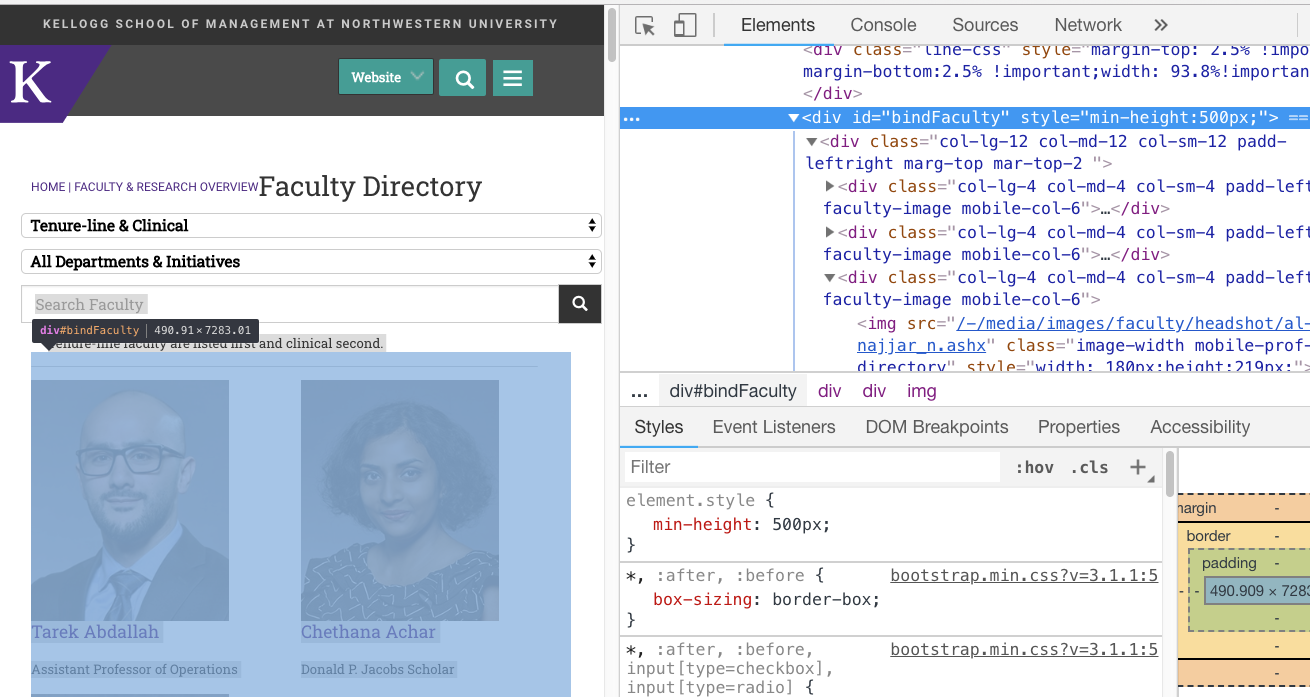 KELLOGG SCHOOL OF MANAGEMENT AT NORTHWESTERN UNIVERSITY
K
Website
HOME | FACULTY & RESEARCH OVERVIEW Faculty Directory
Tenure-line & Clinical
All Departments & Initiatives
Search Faculty
div#bindFaculty | 490.91×7283.01
Tenure-line faculty are listed first and clinical second.
Tarek Abdallah
Chethana Achar
Assistant Professor of Operations
Donald P. Jacobs Scholar
Elements Console Sources Network »
<div class="line-css" style="margin-top: 2.5% !impo
margin-bottom:2.5% !important;width: 93.8%!importan
</div>
… ▼<div id="bindFaculty" style="min-height:500px;"> ==
▼<div class="col-lg-12 col-md-12 col-sm-12 padd-
leftright marg-top mar-top-2 ">
▶<div class="col-lg-4 col-md-4 col-sm-4 padd-left
faculty-image mobile-col-6">…</div>
▶<div class="col-lg-4 col-md-4 col-sm-4 padd-left
faculty-image mobile-col-6">…</div>
▼<div class="col-lg-4 col-md-4 col-sm-4 padd-left
faculty-image mobile-col-6">
<img src="/-/media/images/faculty/headshot/al-
najjar_n.ashx" class="image-width mobile-prof-
directory" style="width: 180px;height:219px;">
… div#bindFaculty div div img
Styles Event Listeners DOM Breakpoints Properties Accessibility
Filter :hov .cls +
element.style {
min-height: 500px;
}
*, :after, :before { bootstrap.min.css?v=3.1.1:5
box-sizing: border-box;
}
*, :after, :before, bootstrap.min.css?v=3.1.1:5
input[type=checkbox],
input[type=radio] {
margin -
border -
padding -
- - 490.909 × 7283
-
-
-